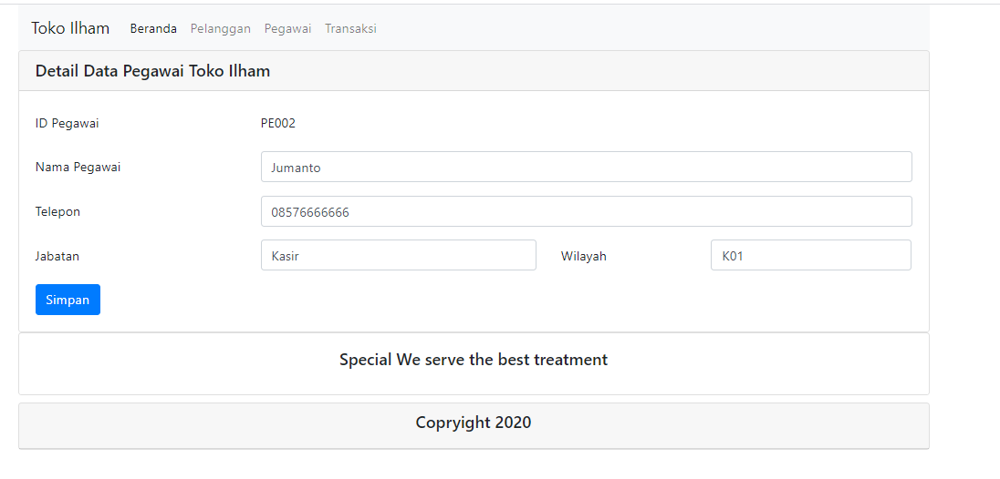 Toko Ilham Beranda Pelanggan Pegawai Transaksi
Detail Data Pegawai Toko Ilham
ID Pegawai PE002
Nama Pegawai Jumanto
Telepon 08576666666
Jabatan Kasir Wilayah K01
Simpan
Special We serve the best treatment
Copryight 2020